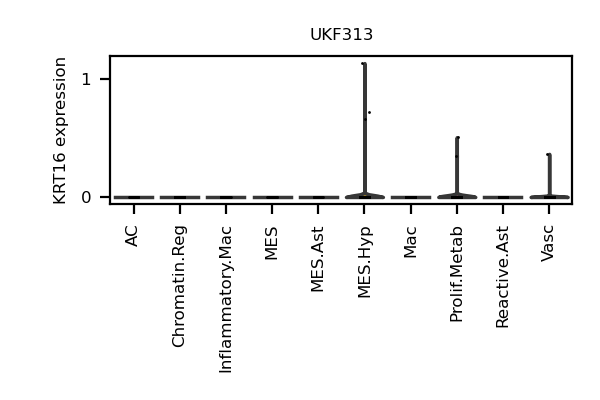 UKF313
KRT16 expression
1
0
AC
Chromatin.Reg
Inflammatory.Mac
MES
MES.Ast
MES.Hyp
Mac
Prolif.Metab
Reactive.Ast
Vasc